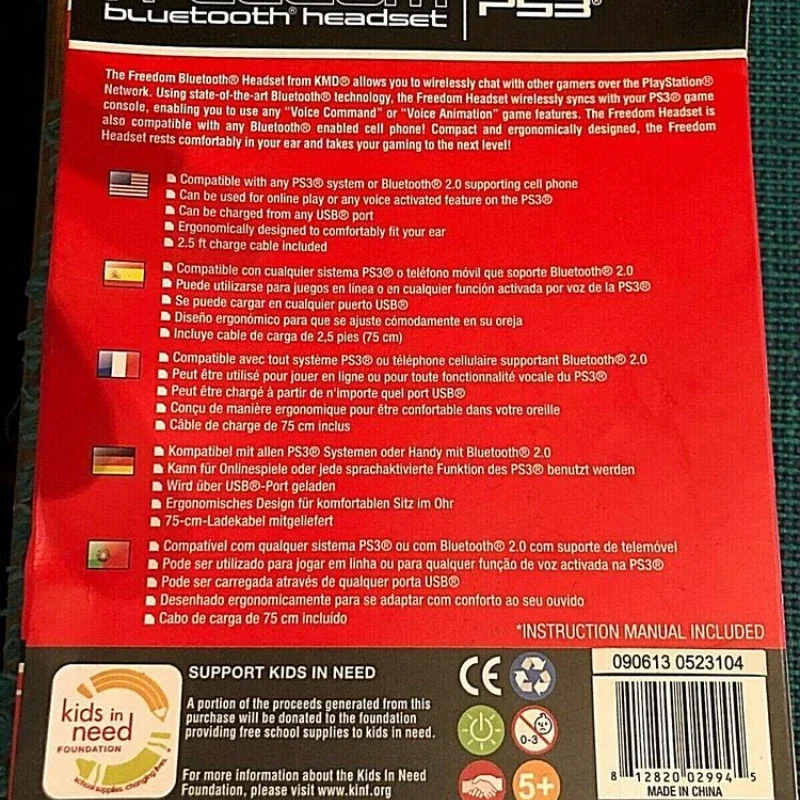 bluetooth® headset
PS3®
The Freedom Bluetooth® Headset from KMD® allows you to wirelessly chat with other gamers over the PlayStation®
Network. Using state-of-the-art Bluetooth® technology, the Freedom Headset wirelessly syncs with your PS3® game
console, enabling you to use any "Voice Command" or "Voice Animation" game features. The Freedom Headset is
also compatible with any Bluetooth® enabled cell phone! Compact and ergonomically designed, the Freedom
Headset rests comfortably in your ear and takes your gaming to the next level!
Compatible with any PS3® system or Bluetooth® 2.0 supporting cell phone
Can be used for online play or any voice activated feature on the PS3®
Can be charged from any USB® port
Ergonomically designed to comfortably fit your ear
2.5 ft charge cable included
Compatible con cualquier sistema PS3® o teléfono móvil que soporte Bluetooth® 2.0
Puede utilizarse para juegos en línea o en cualquier función activada por voz de la PS3®
Se puede cargar en cualquier puerto USB®
Diseño ergonómico para que se ajuste cómodamente en su oreja
Incluye cable de carga de 2,5 pies (75 cm)
Compatible avec tout système PS3® ou téléphone cellulaire supportant Bluetooth® 2.0
Peut être utilisé pour jouer en ligne ou pour toute fonctionnalité vocale du PS3®
Peut être chargé à partir de n'importe quel port USB®
Conçu de manière ergonomique pour être confortable dans votre oreille
Câble de charge de 75 cm inclus
Kompatibel mit allen PS3® Systemen oder Handy mit Bluetooth® 2.0
Kann für Onlinespiele oder jede sprachaktivierte Funktion des PS3® benutzt werden
Wird über USB®-Port geladen
Ergonomisches Design für komfortablen Sitz im Ohr
75-cm-Ladekabel mitgeliefert
Compatível com qualquer sistema PS3® ou com Bluetooth® 2.0 com suporte de telemóvel
Pode ser utilizado para jogar em linha ou para qualquer função de voz activada na PS3®
Pode ser carregada através de qualquer porta USB®
Desenhado ergonomicamente para se adaptar com conforto ao seu ouvido
Cabo de carga de 75 cm incluído
*INSTRUCTION MANUAL INCLUDED
kids in
need
FOUNDATION
school supplies. changing lives.
SUPPORT KIDS IN NEED
A portion of the proceeds generated from this
purchase will be donated to the foundation
providing free school supplies to kids in need.
For more information about the Kids In Need
Foundation, please visit www.kinf.org
CE
0-3
5+
090613 0523104
8 12820 02994 5
MADE IN CHINA